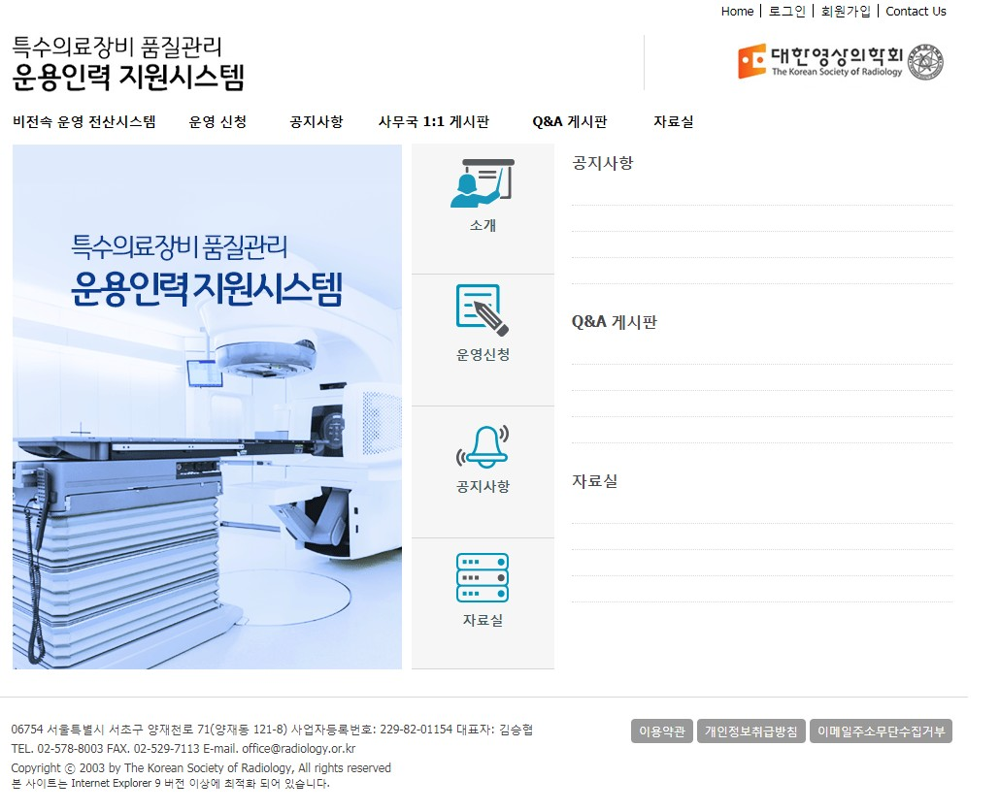 Home | 로그인 | 회원가입 | Contact Us
특수의료장비 품질관리
운용인력 지원시스템
대한영상의학회
The Korean Society of Radiology
비전속 운영 전산시스템 운영 신청 공지사항 사무국 1:1 게시판 Q&A 게시판 자료실
특수의료장비 품질관리
운용인력 지원시스템
소개
운영신청
공지사항
자료실
공지사항
Q&A 게시판
자료실
06754 서울특별시 서초구 양재천로 71(양재동 121-8) 사업자등록번호: 229-82-01154 대표자: 김승협
TEL. 02-578-8003 FAX. 02-529-7113 E-mail. office@radiology.or.kr
Copyright ⓒ 2003 by The Korean Society of Radiology, All rights reserved
본 사이트는 Internet Explorer 9 버전 이상에 최적화 되어 있습니다.
이용약관 개인정보취급방침 이메일주소무단수집거부